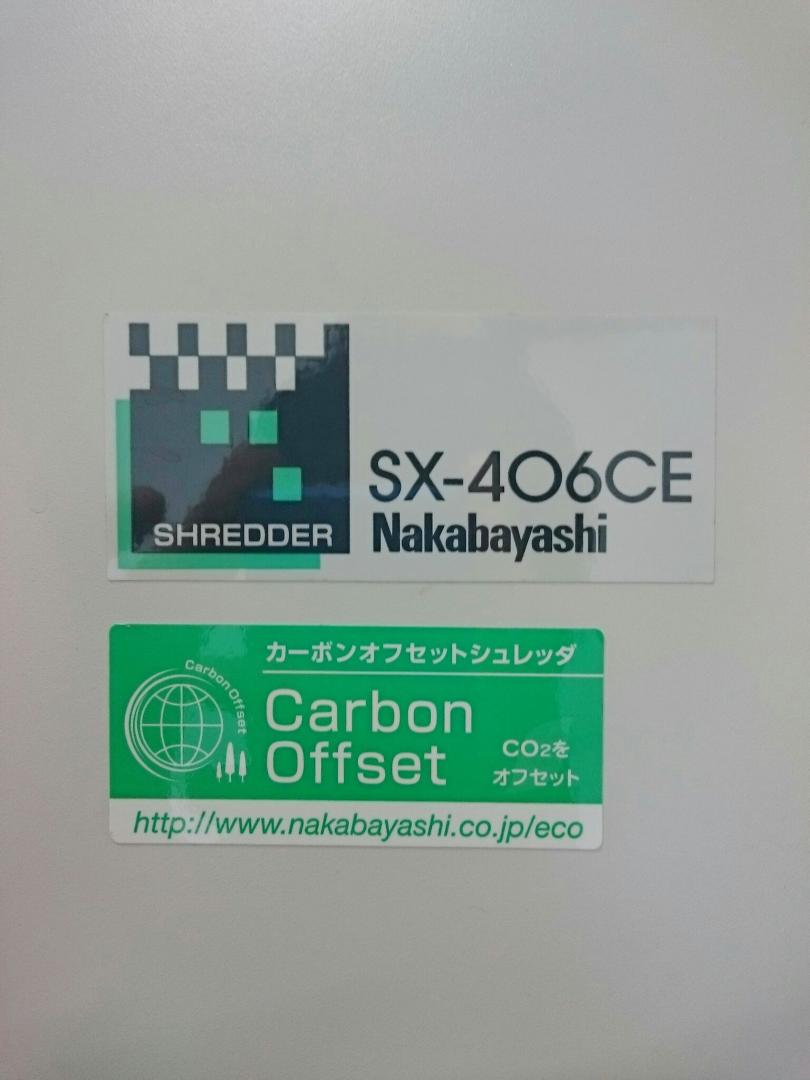 SHREDDER
SX-406CE
Nakabayashi
カーボンオフセットシュレッダ
Carbon Offset
Carbon
Offset
CO2を
オフセット
http://www.nakabayashi.co.jp/eco